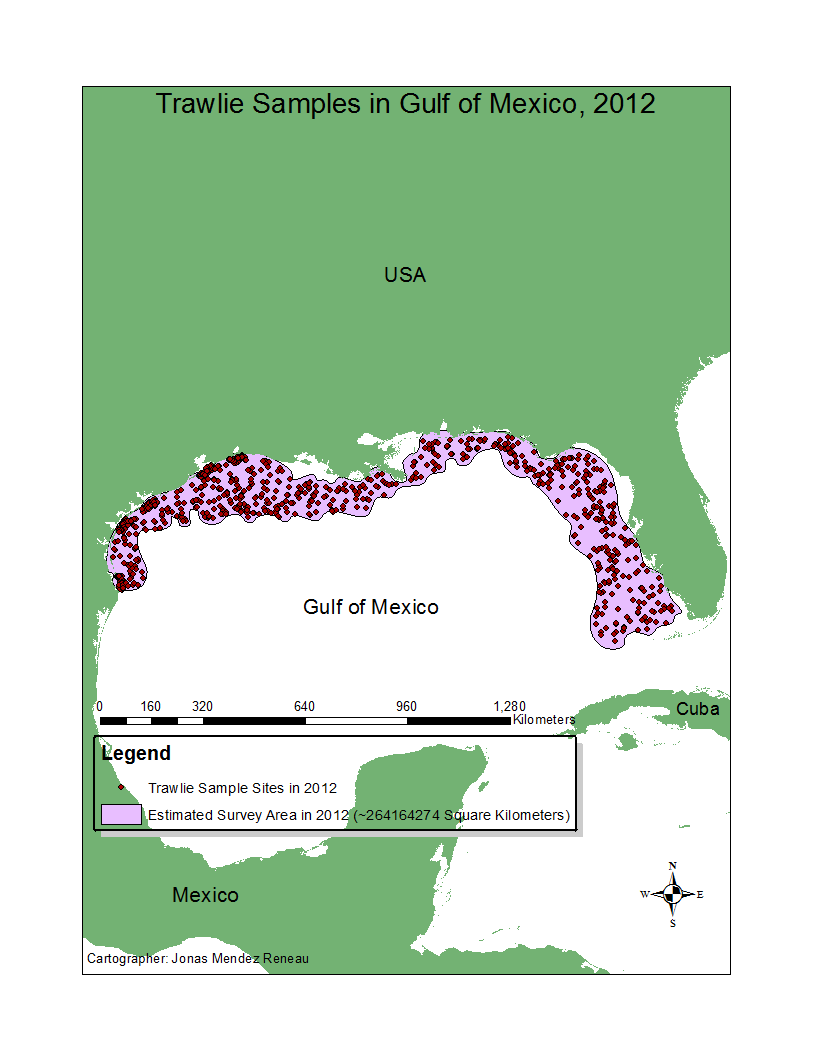 Trawlie Samples in Gulf of Mexico, 2012
USA
Gulf of Mexico
0 160 320 640 960 1,280
Kilometers
Cuba
Legend
Trawlie Sample Sites in 2012
Estimated Survey Area in 2012 (~264164274 Square Kilometers)
N
W E
S
Mexico
Cartographer: Jonas Mendez Reneau